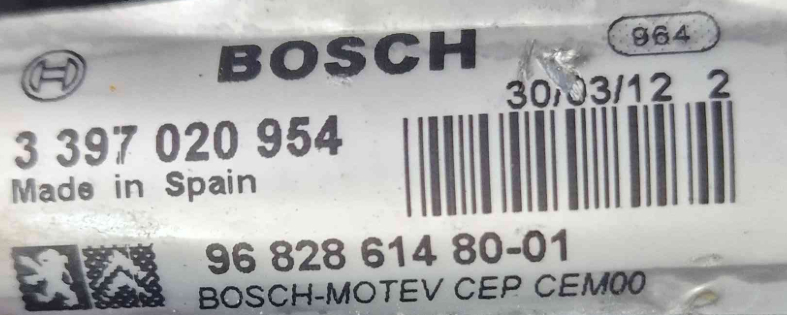 BOSCH
964
30/03/12 2
3 397 020 954
Made in Spain
96 828 614 80-01
BOSCH-MOTEV CEP CEM00